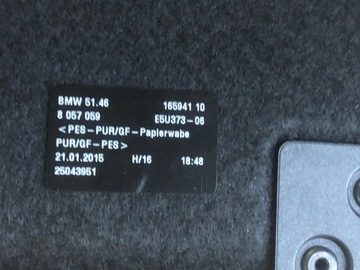 BMW 51.46 165941 10
8 057 059 E5U373-06
<PES-PUR/GF-Papierwabe
PUR/GF-PES>
21.01.2015 H/16 18:48
25043951